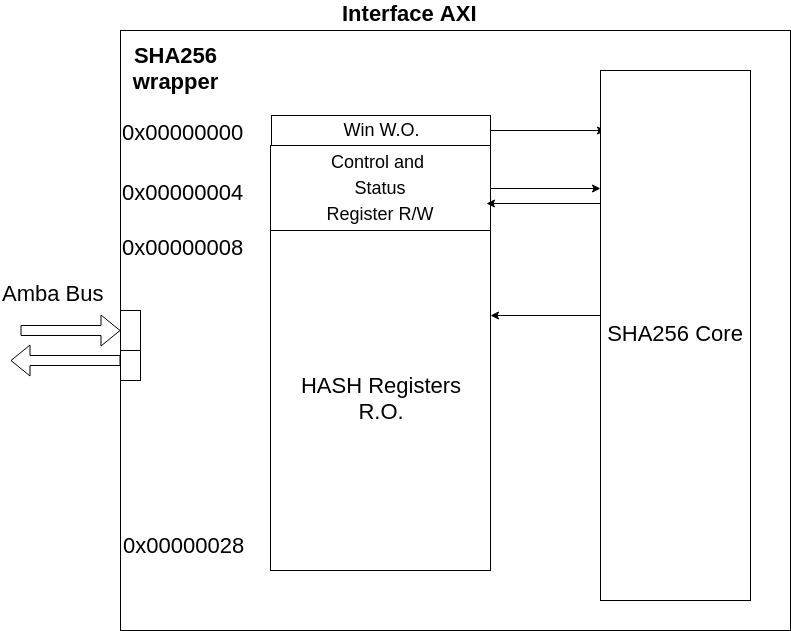 Interface AXI
SHA256
wrapper
0x00000000
Win W.O.
Control and
Status
Register R/W
0x00000004
0x00000008
Amba Bus
SHA256 Core
HASH Registers
R.O.
0x00000028